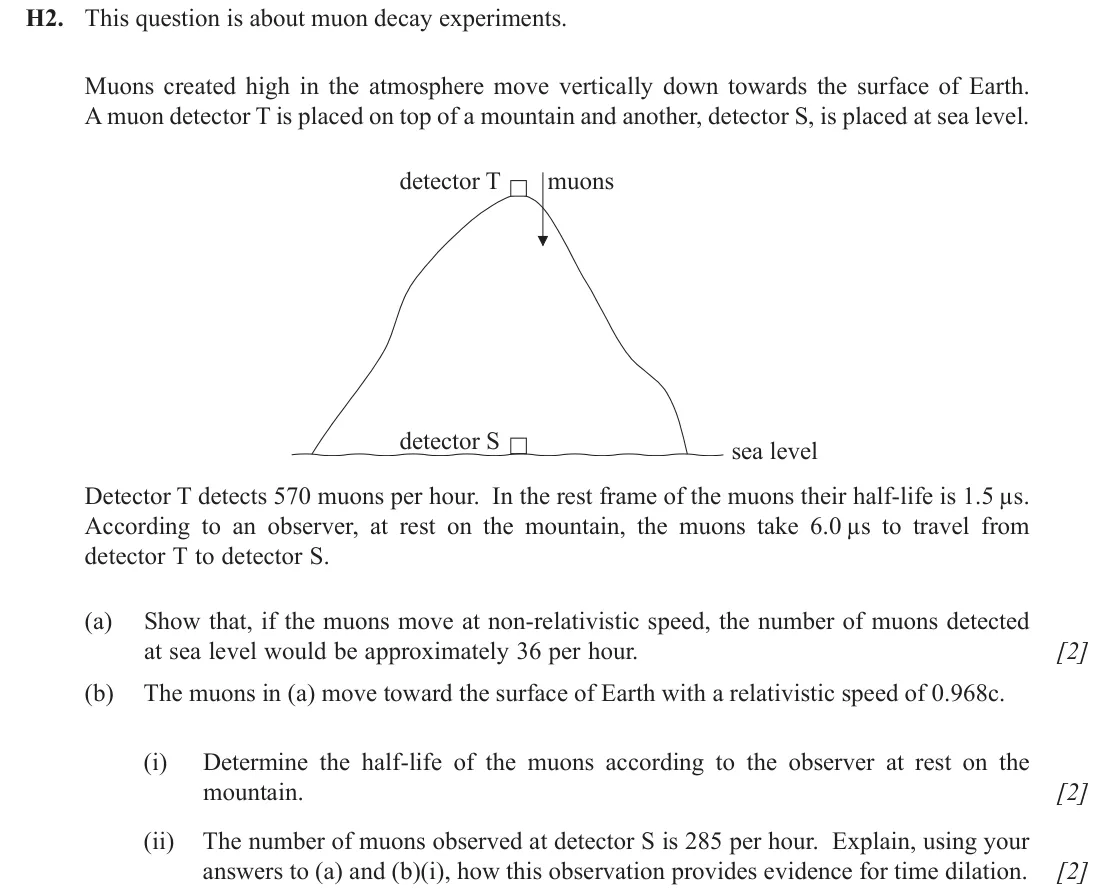 H2. This question is about muon decay experiments.
Muons created high in the atmosphere move vertically down towards the surface of Earth.
A muon detector T is placed on top of a mountain and another, detector S, is placed at sea level.
detector T muons
detector S
sea level
Detector T detects 570 muons per hour. In the rest frame of the muons their half-life is 1.5 µs.
According to an observer, at rest on the mountain, the muons take 6.0 µs to travel from
detector T to detector S.
(a) Show that, if the muons move at non-relativistic speed, the number of muons detected
at sea level would be approximately 36 per hour. [2]
(b) The muons in (a) move toward the surface of Earth with a relativistic speed of 0.968c.
(i) Determine the half-life of the muons according to the observer at rest on the
mountain. [2]
(ii) The number of muons observed at detector S is 285 per hour. Explain, using your
answers to (a) and (b)(i), how this observation provides evidence for time dilation. [2]